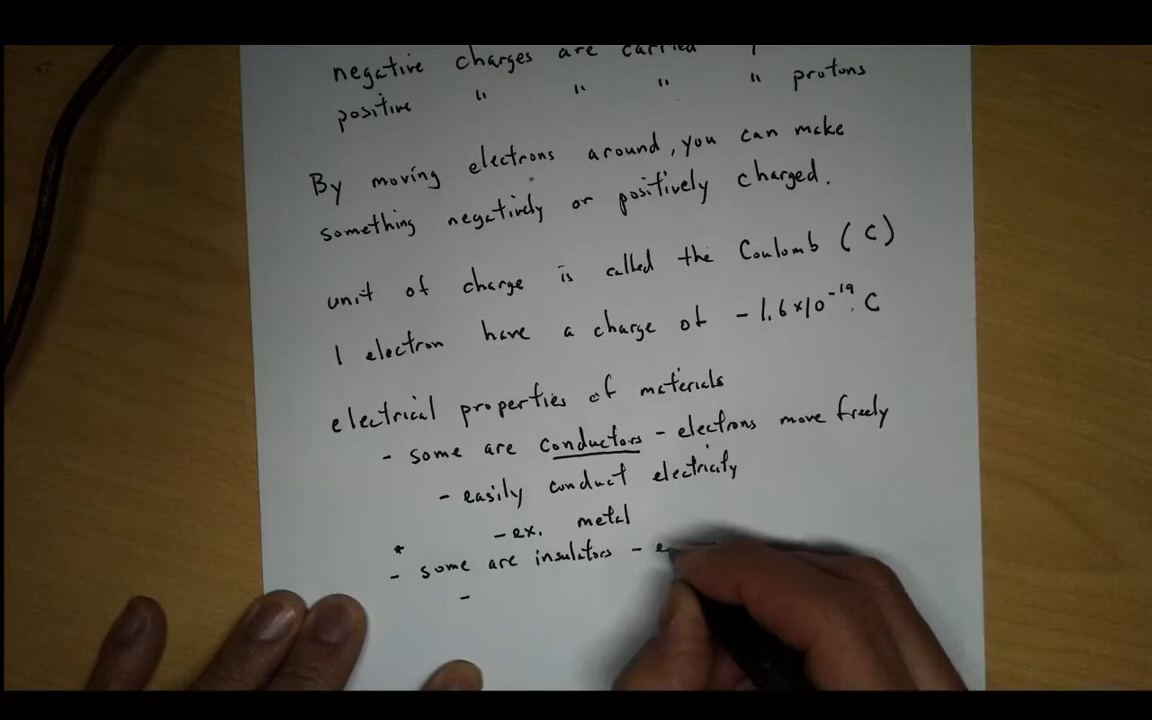 negative charges are carried
positive " " " " protons
By moving electrons around, you can make
something negatively or positively charged.
unit of charge is called the Coulomb (C)
1 electron have a charge of - 1.6 x 10^-19 C
electrical properties of materials
- some are conductors - electrons move freely
- easily conduct electricity
- ex. metal
- some are insulators - e
-